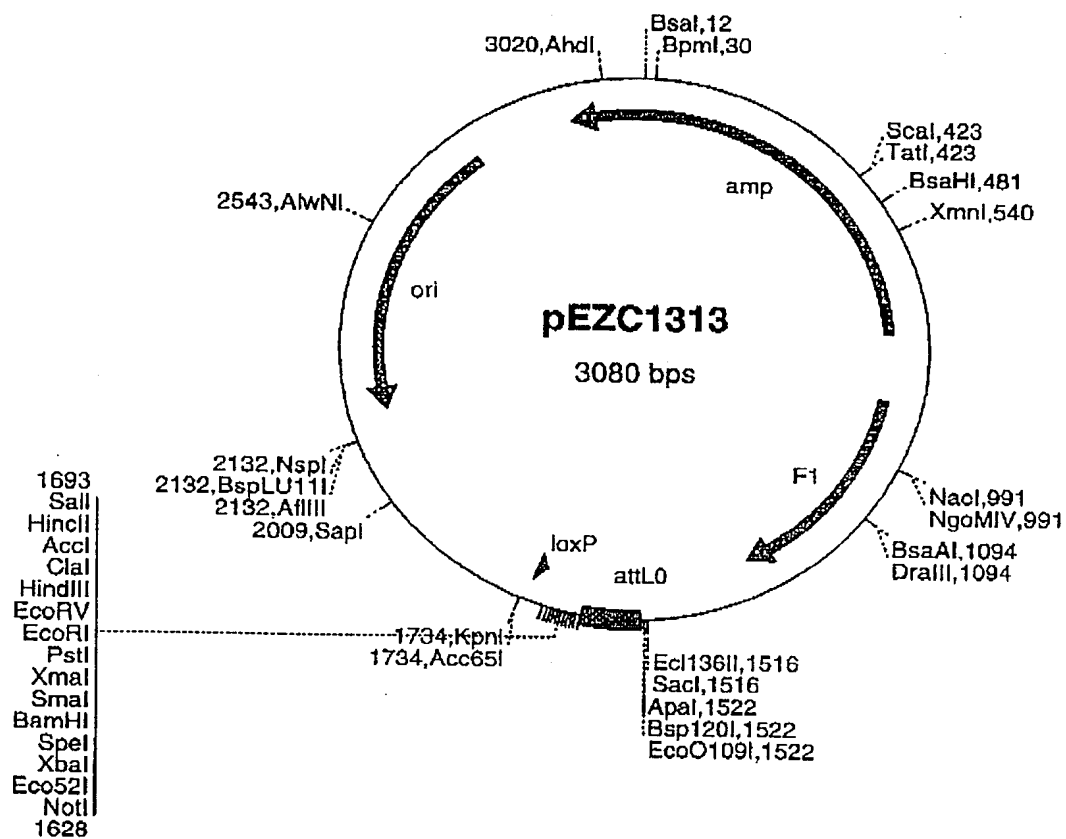 BsaI,12
3020,AhdI
BpmI,30
ScaI,423
TatI,423
BsaHI,481
XmnI,540
amp
2543,AlwNI
ori
pEZC1313
3080 bps
F1
NaeI,991
NgoMIV,991
BsaAI,1094
DraIII,1094
2132,NspI
2132,BspLU11I
2132,AflIII
2009,SapI
loxP
attL0
1734,KpnI
1734,Acc65I
Ecl136II,1516
SacI,1516
ApaI,1522
Bsp120I,1522
EcoO109I,1522
1693
SalI
HincII
AccI
ClaI
HindIII
EcoRV
EcoRI
PstI
XmaI
SmaI
BamHI
SpeI
XbaI
Eco52I
NotI
1628